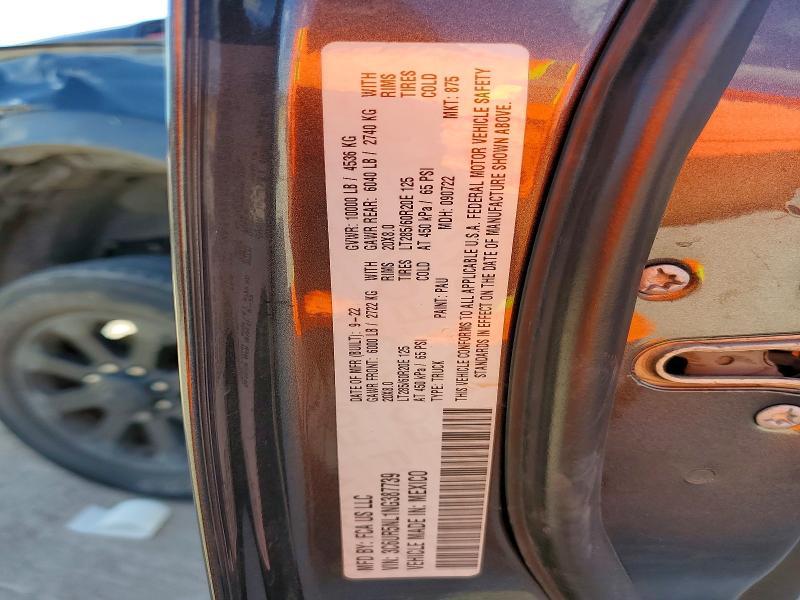 MFD BY: FCA US LLC
DATE OF MFR (BUILT): 9-22
GVWR: 10000 LB / 4536 KG
VIN: 3C6UR5NL1NG387739
GAWR FRONT: 6000 LB / 2722 KG WITH
GAWR REAR: 6040 LB / 2740 KG WITH
VEHICLE MADE IN: MEXICO
20X8.0 RIMS
20X8.0 RIMS
LT285/60R20E 125 TIRES
LT285/60R20E 125 TIRES
AT 450 kPa / 65 PSI COLD
AT 450 kPa / 65 PSI COLD
TYPE: TRUCK PAINT: PAU MDH: 090722 MKT: 875
THIS VEHICLE CONFORMS TO ALL APPLICABLE U.S.A. FEDERAL MOTOR VEHICLE SAFETY
STANDARDS IN EFFECT ON THE DATE OF MANUFACTURE SHOWN ABOVE.